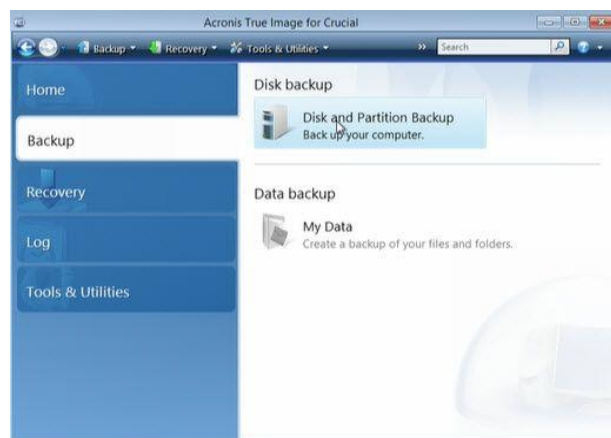 Acronis True Image for Crucial
Backup Recovery Tools & Utilities » Search
Home
Backup
Recovery
Log
Tools & Utilities
Disk backup
Disk and Partition Backup
Back up your computer.
Data backup
My Data
Create a backup of your files and folders.